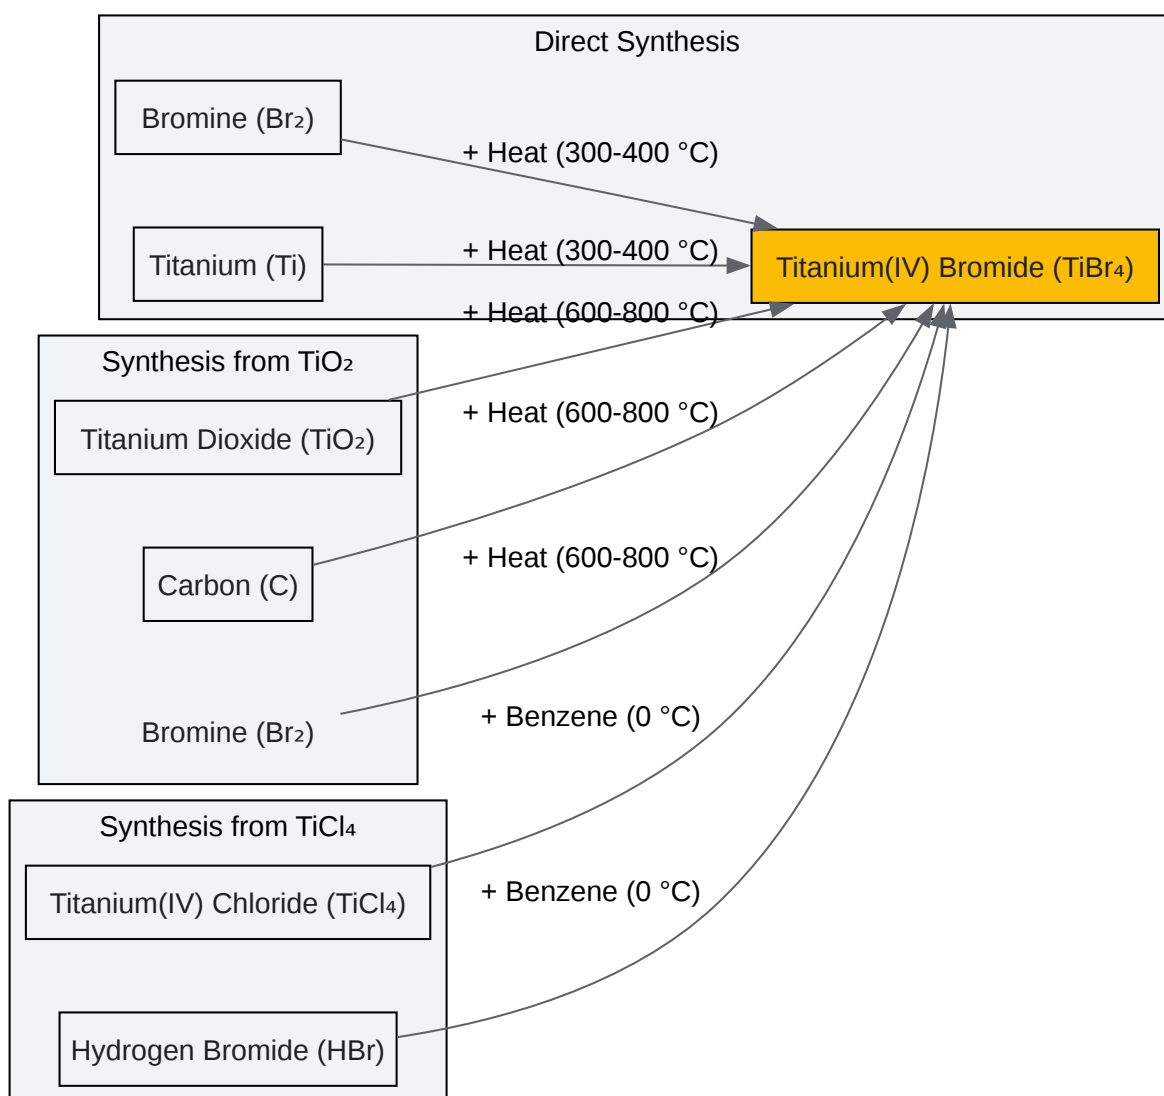 Direct Synthesis
Bromine (Br₂)
+ Heat (300-400 °C)
Titanium (Ti)
+ Heat (300-400 °C)
Titanium(IV) Bromide (TiBr₄)
+ Heat (600-800 °C)
Synthesis from TiO₂
Titanium Dioxide (TiO₂)
+ Heat (600-800 °C)
Carbon (C)
+ Heat (600-800 °C)
Bromine (Br₂)
+ Benzene (0 °C)
Synthesis from TiCl₄
Titanium(IV) Chloride (TiCl₄)
+ Benzene (0 °C)
Hydrogen Bromide (HBr)